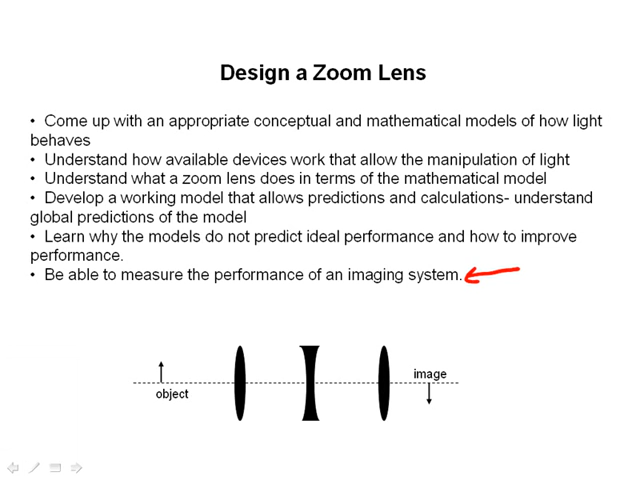 Design a Zoom Lens
• Come up with an appropriate conceptual and mathematical models of how light
behaves
• Understand how available devices work that allow the manipulation of light
• Understand what a zoom lens does in terms of the mathematical model
• Develop a working model that allows predictions and calculations- understand
global predictions of the model
• Learn why the models do not predict ideal performance and how to improve
performance.
• Be able to measure the performance of an imaging system.
image
object